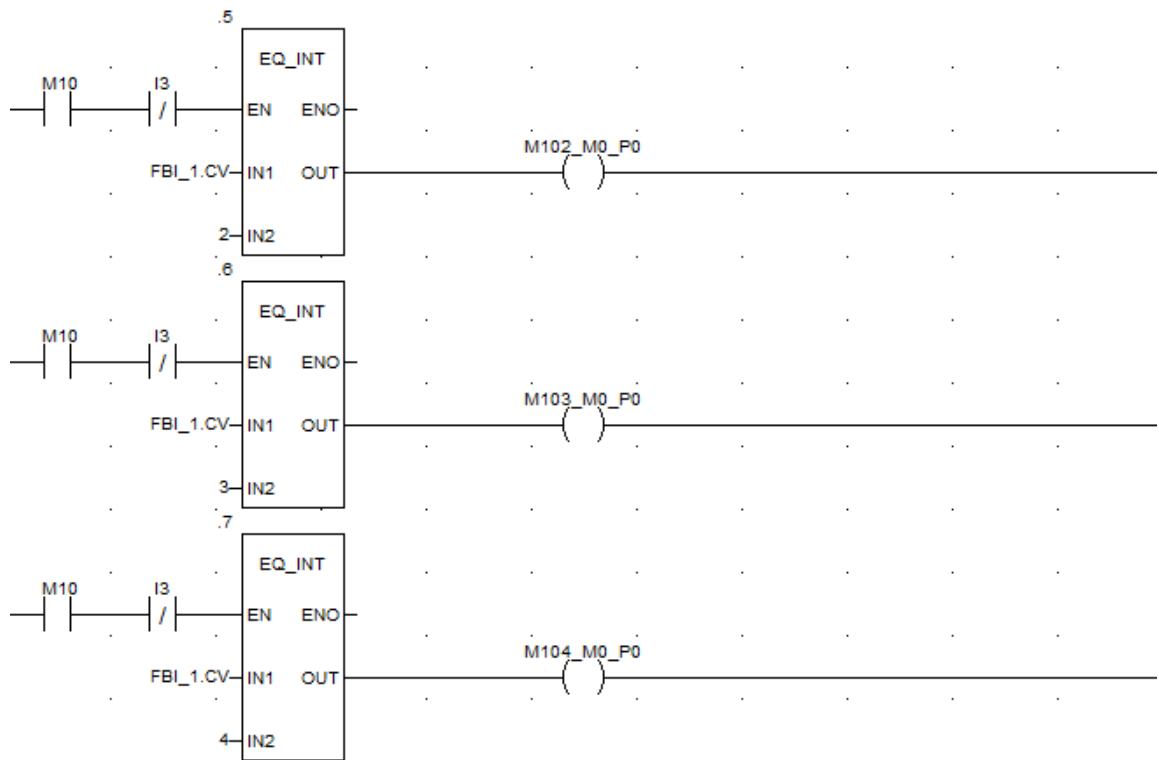 .5
EQ_INT
M10 I3
EN ENO
M102_M0_P0
FBI_1.CV IN1 OUT
2 IN2
.6
EQ_INT
M10 I3
EN ENO
M103_M0_P0
FBI_1.CV IN1 OUT
3 IN2
.7
EQ_INT
M10 I3
EN ENO
M104_M0_P0
FBI_1.CV IN1 OUT
4 IN2